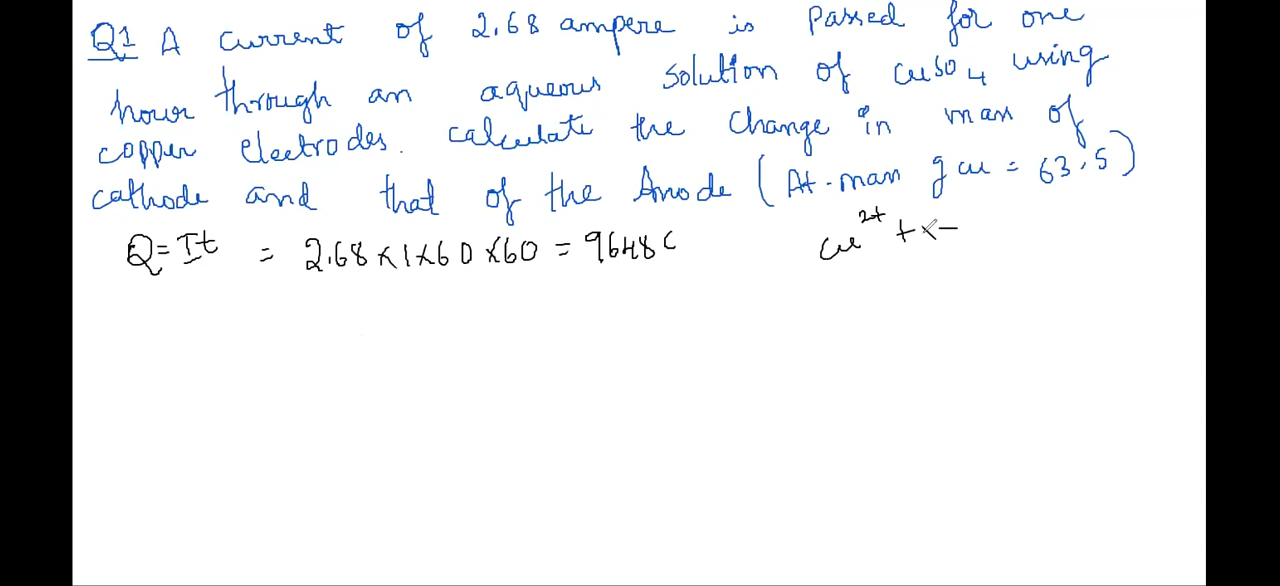 Q1 A current of 2.68 ampere is passed for one
hour through an aqueous solution of CuSO4 using
copper electrodes. calculate the change in mass of
cathode and that of the Anode (At-mass of cu = 63.5)
Q=It = 2.68×1×60×60 = 9648 C Cu2+ + ×-